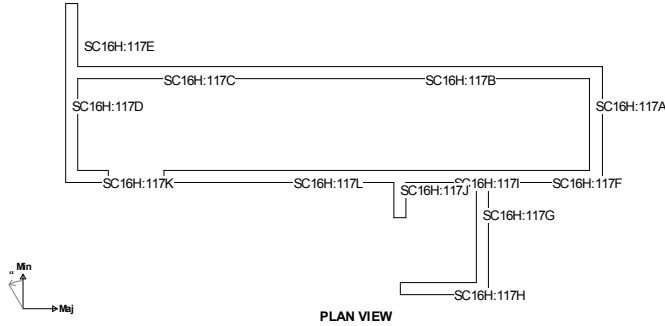 SC16H:117E
SC16H:117C
SC16H:117B
SC16H:117D
SC16H:117A
SC16H:117K
SC16H:117L
SC16H:117J
SC16H:117I
SC16H:117F
SC16H:117G
SC16H:117H
“
Min
Maj
PLAN VIEW